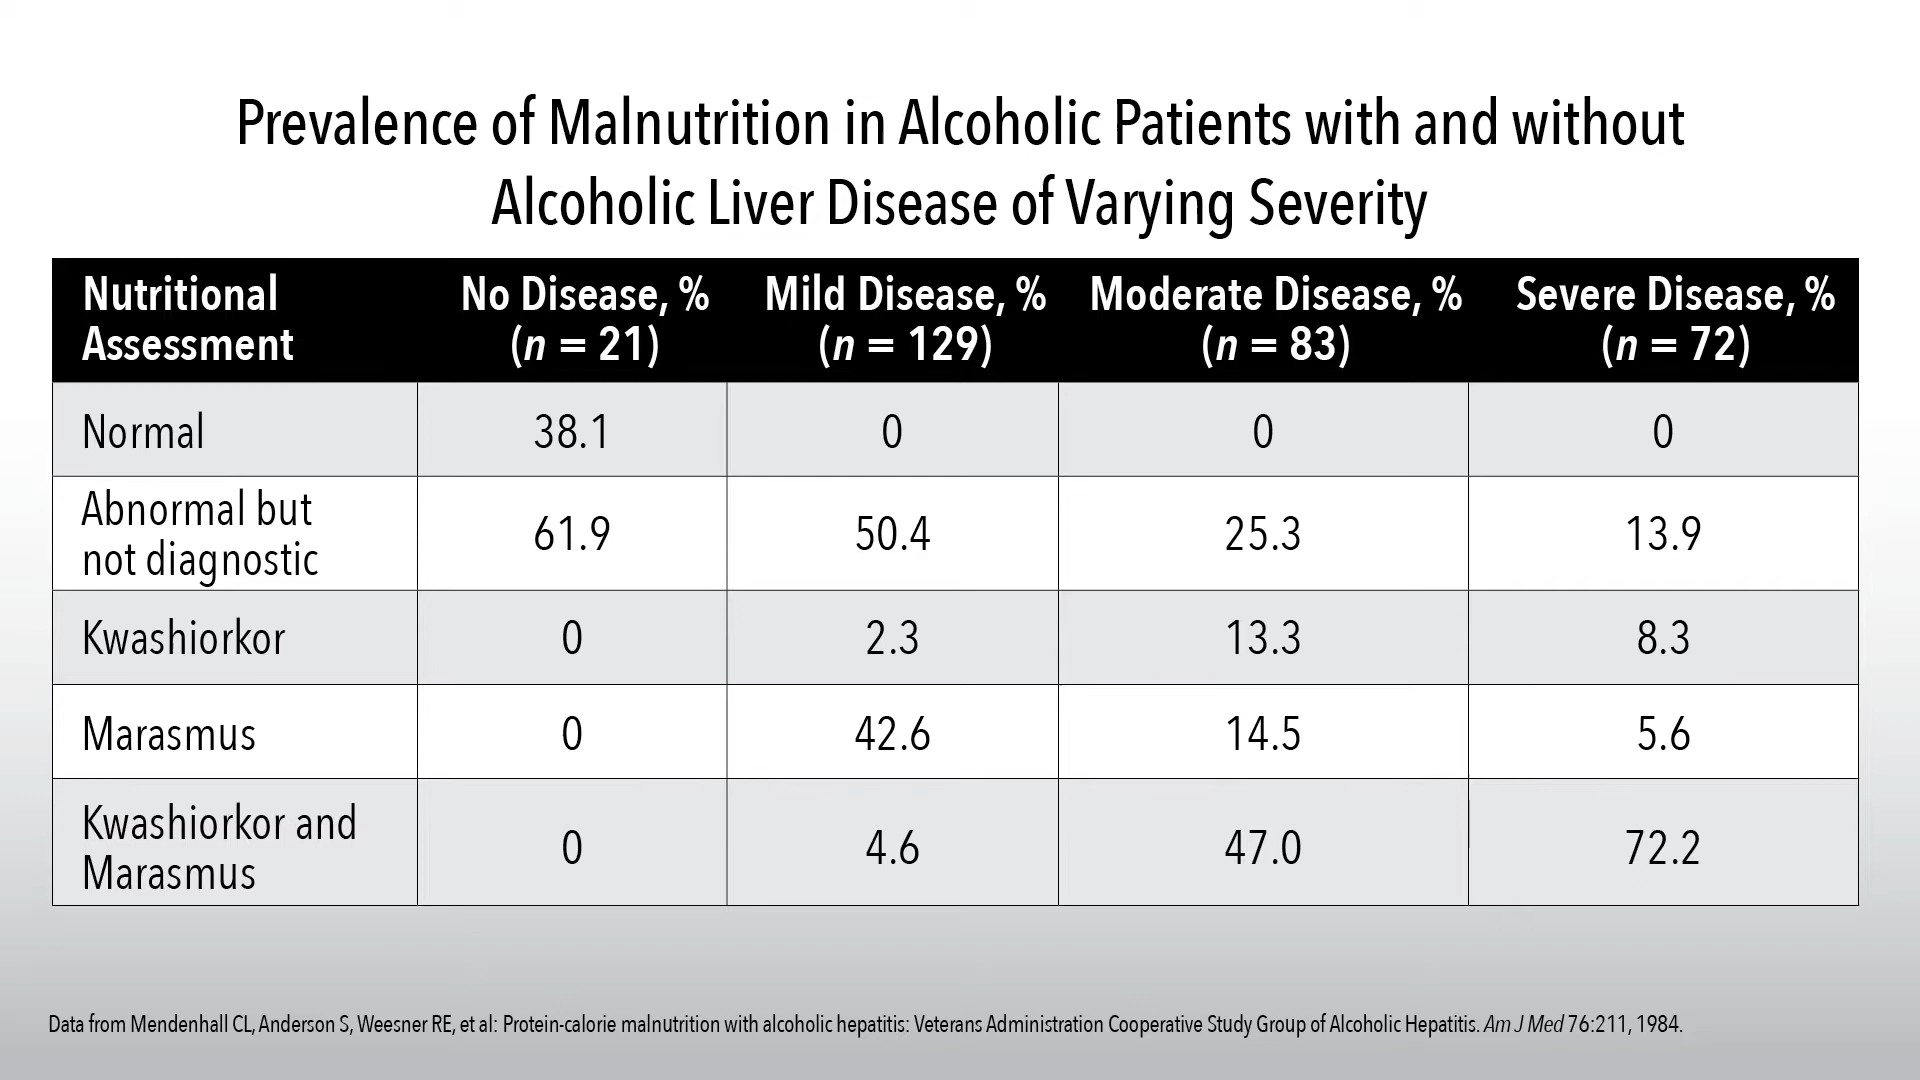 Prevalence of Malnutrition in Alcoholic Patients with and without
Alcoholic Liver Disease of Varying Severity
Nutritional Assessment No Disease, % (n = 21) Mild Disease, % (n = 129) Moderate Disease, % (n = 83) Severe Disease, % (n = 72)
Normal 38.1 0 0 0
Abnormal but not diagnostic 61.9 50.4 25.3 13.9
Kwashiorkor 0 2.3 13.3 8.3
Marasmus 0 42.6 14.5 5.6
Kwashiorkor and Marasmus 0 4.6 47.0 72.2
Data from Mendenhall CL, Anderson S, Weesner RE, et al: Protein-calorie malnutrition with alcoholic hepatitis: Veterans Administration Cooperative Study Group of Alcoholic Hepatitis. Am J Med 76:211, 1984.